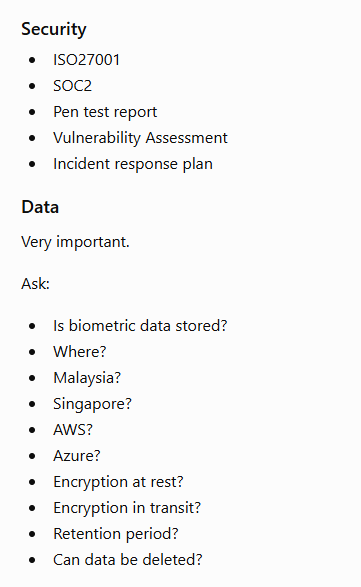 Security
• ISO27001
• SOC2
• Pen test report
• Vulnerability Assessment
• Incident response plan
Data
Very important.
Ask:
• Is biometric data stored?
• Where?
• Malaysia?
• Singapore?
• AWS?
• Azure?
• Encryption at rest?
• Encryption in transit?
• Retention period?
• Can data be deleted?